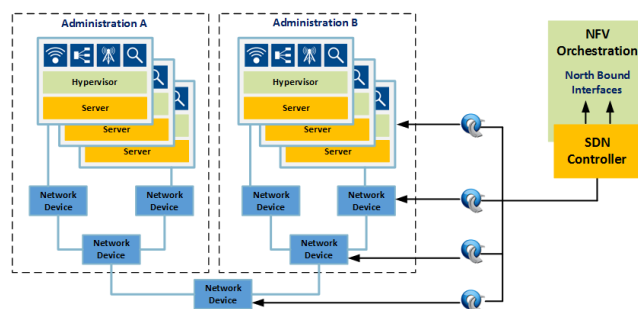 Administration A
Administration B
NFV
Orchestration
North Bound
Interfaces
SDN
Controller
Hypervisor
Server
Server
Server
Hypervisor
Server
Server
Server
Network
Device
Network
Device
Network
Device
Network
Device
Network
Device
Network
Device
Network
Device